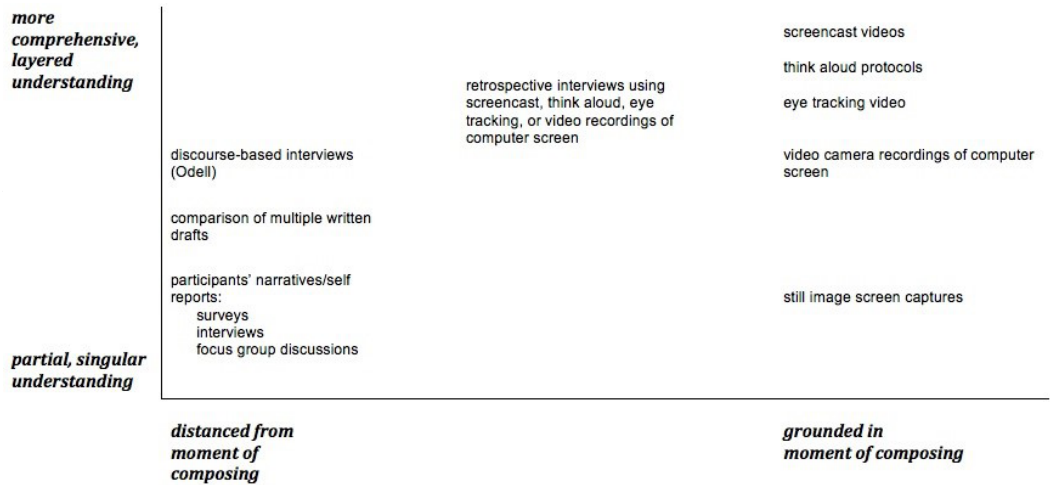 more
comprehensive,
layered
understanding
screencast videos
think aloud protocols
retrospective interviews using
screencast, think aloud, eye
tracking, or video recordings of
computer screen
eye tracking video
discourse-based interviews
(Odell)
video camera recordings of computer
screen
comparison of multiple written
drafts
participants' narratives/self
reports:
surveys
interviews
focus group discussions
still image screen captures
partial, singular
understanding
distanced from
moment of
composing
grounded in
moment of composing